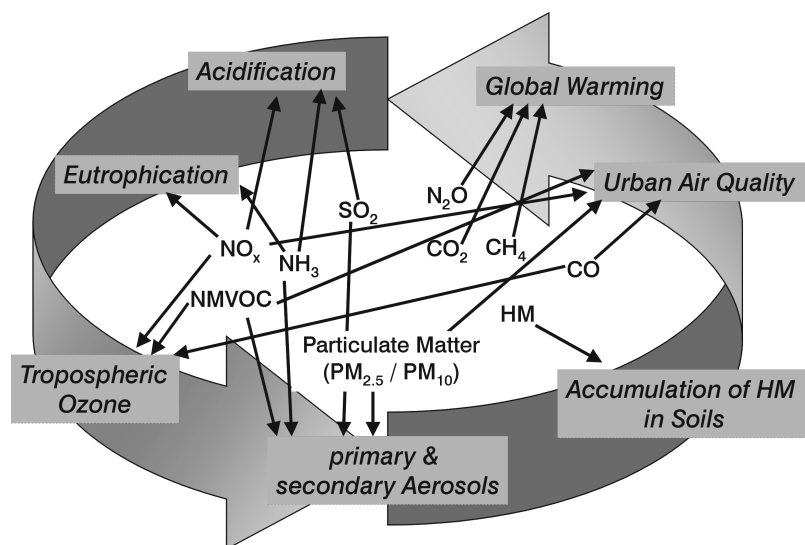 Acidification
Global Warming
Eutrophication
Urban Air Quality
N₂O
SO₂
NOₓ
NH₃
CO₂
CH₄
CO
NMVOC
HM
Particulate Matter
(PM₂.₅ / PM₁₀)
Tropospheric
Ozone
Accumulation of HM
in Soils
primary &
secondary Aerosols